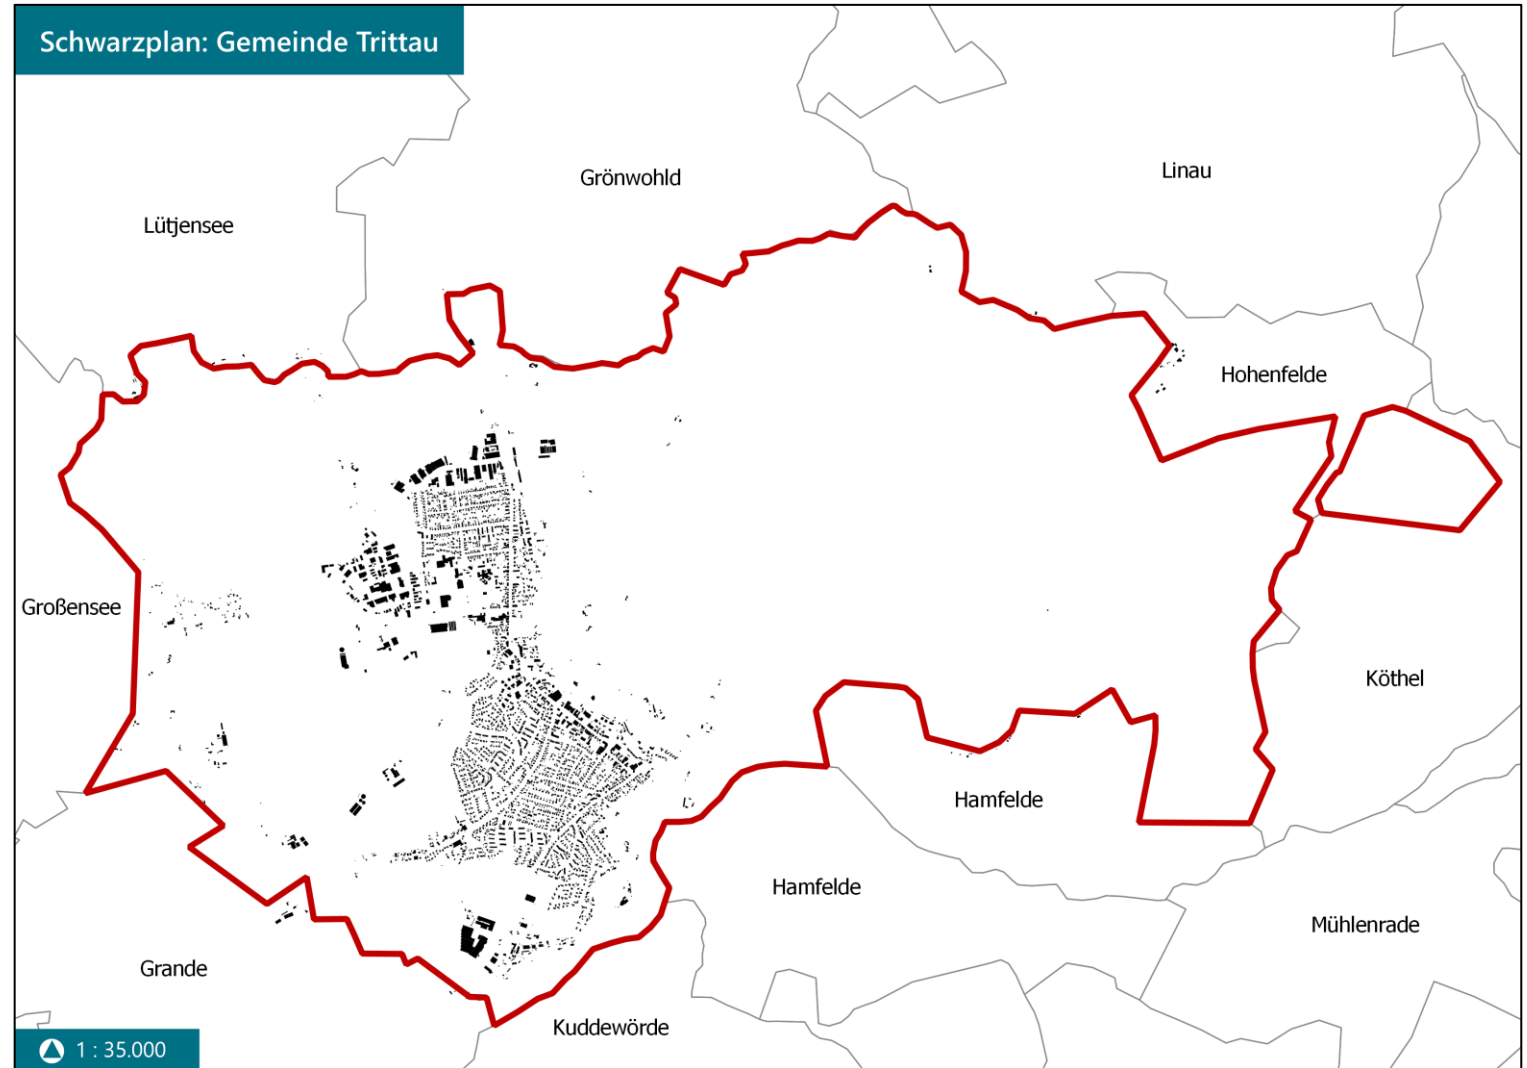 Schwarzplan: Gemeinde Trittau
Linau
Grönwohld
Lütjensee
Hohenfelde
Großensee
Köthel
Hamfelde
Hamfelde
Mühlenrade
Grande
Kuddewörde
1 : 35.000